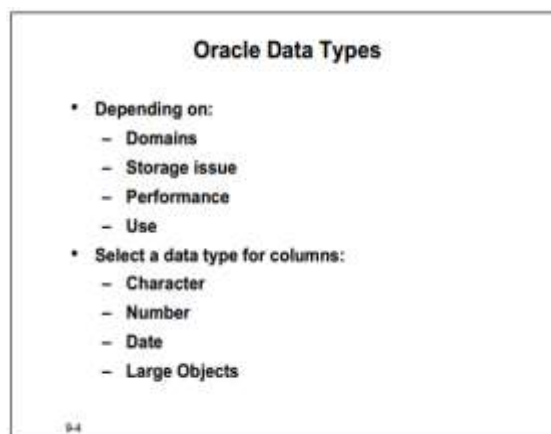 Oracle Data Types
• Depending on:
– Domains
– Storage issue
– Performance
– Use
• Select a data type for columns:
– Character
– Number
– Date
– Large Objects
9-4